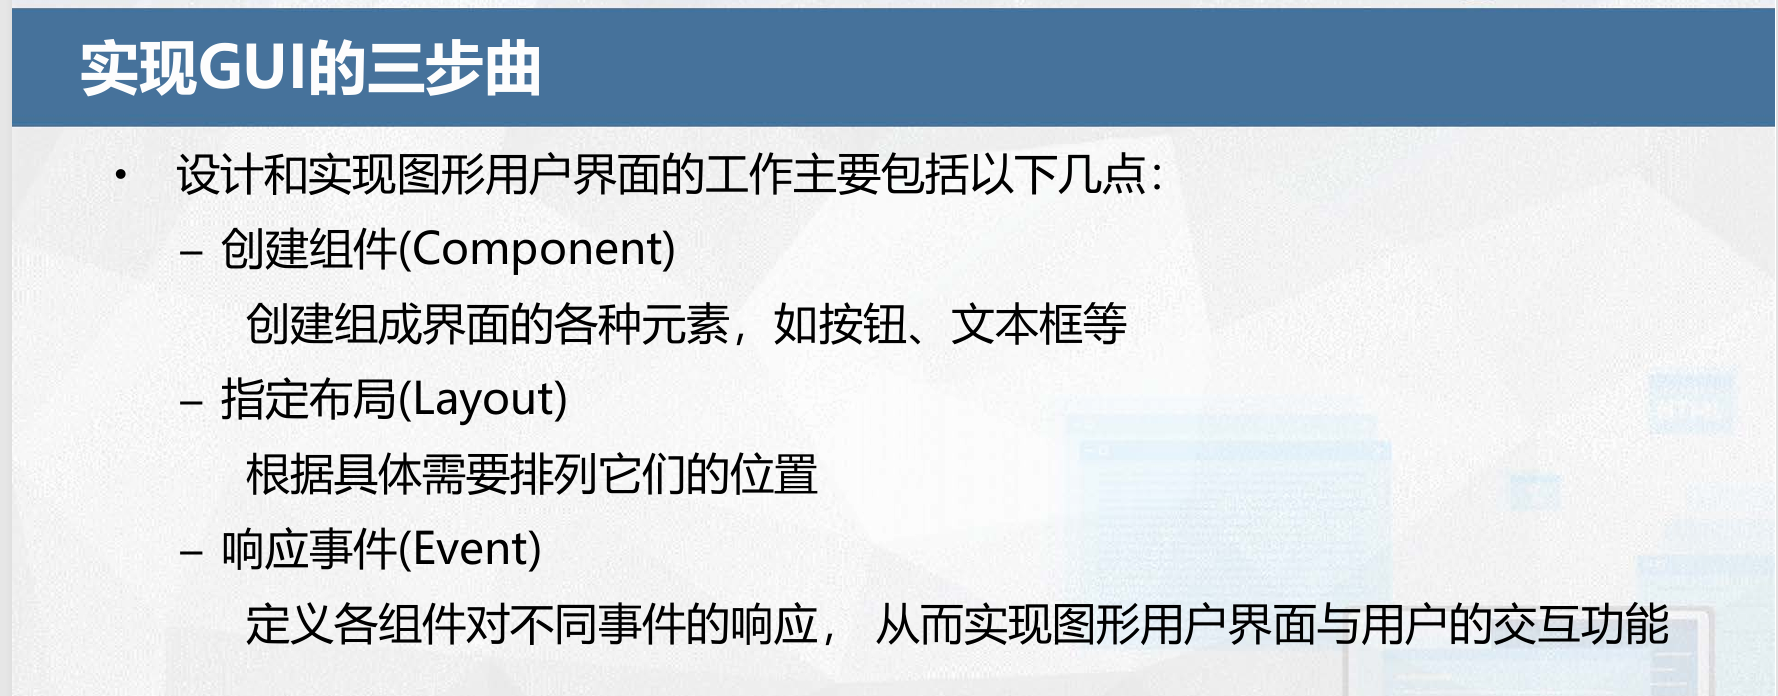 实现GUI的三步曲
• 设计和实现图形用户界面的工作主要包括以下几点：
– 创建组件(Component)
创建组成界面的各种元素，如按钮、文本框等
– 指定布局(Layout)
根据具体需要排列它们的位置
– 响应事件(Event)
定义各组件对不同事件的响应， 从而实现图形用户界面与用户的交互功能
HTML